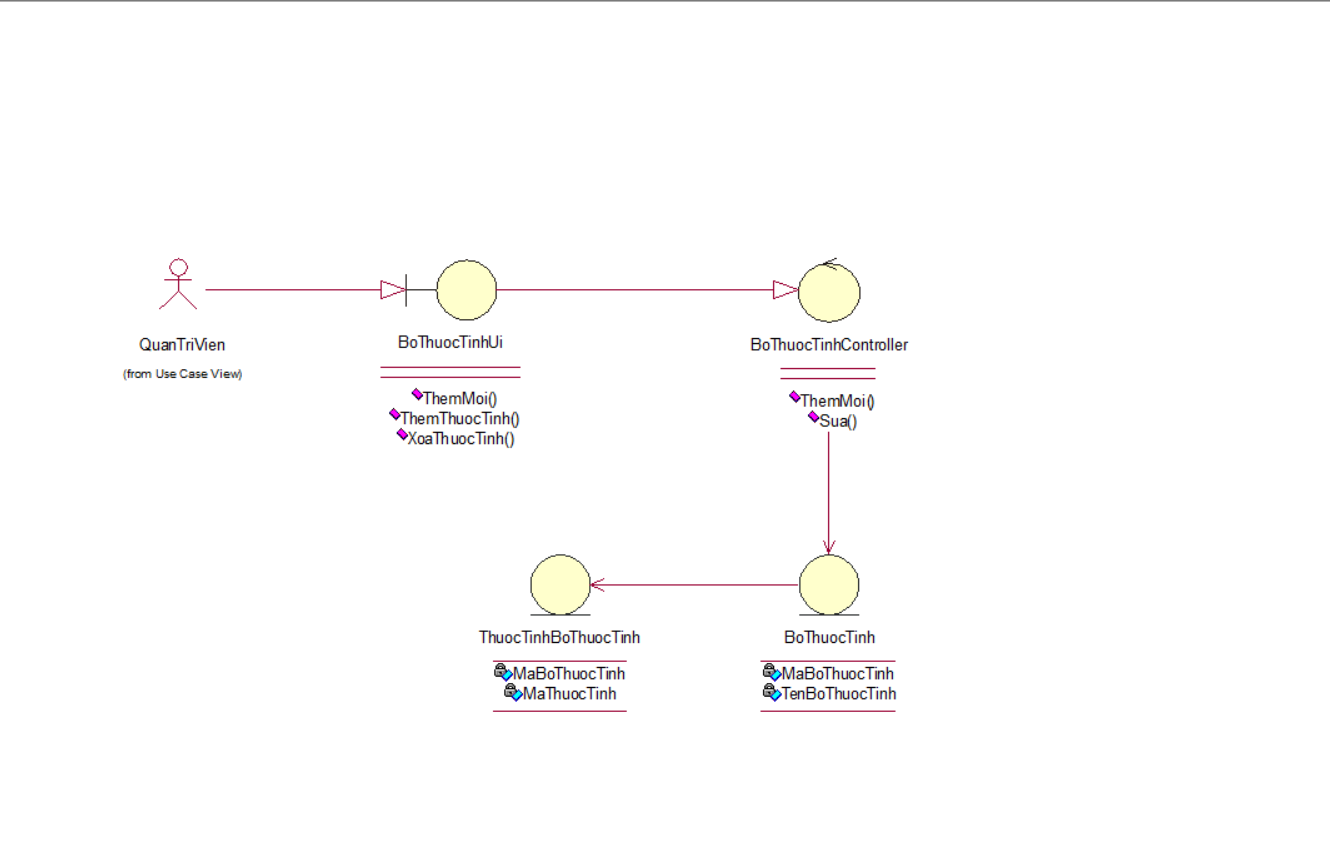 QuanTriVien
(from Use Case View)
BoThuocTinhUi
ThemMoi()
ThemThuocTinh()
XoaThuocTinh()
BoThuocTinhController
ThemMoi()
Sua()
ThuocTinhBoThuocTinh
MaBoThuocTinh
MaThuocTinh
BoThuocTinh
MaBoThuocTinh
TenBoThuocTinh